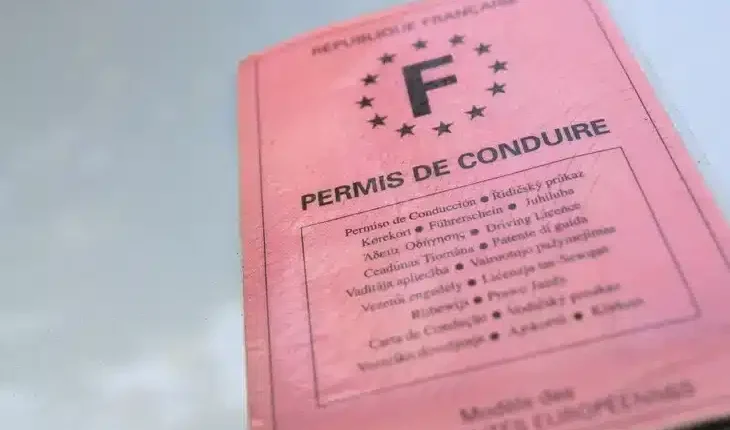 RÉPUBLIQUE FRANÇAISE
F
PERMIS DE CONDUIRE
Permiso de Conducción ● Řidičský průkaz
Kørekort ● Führerschein ● Juhiluba
Άδεια Οδήγησης ● Driving Licence
Ceadúnas Tiomána ● Patente di guida
Vadītāja apliecība ● Vairuotojo pažymėjimas
Vezetői engedély ● Liċenzja tas-Sewqan
Rijbewijs ● Prawo Jazdy
Carta de Condução ● Vodičský preukaz
Vozniško dovoljenje ● Ajokortti ● Körkort
Modèle des
EUROPÉENNES